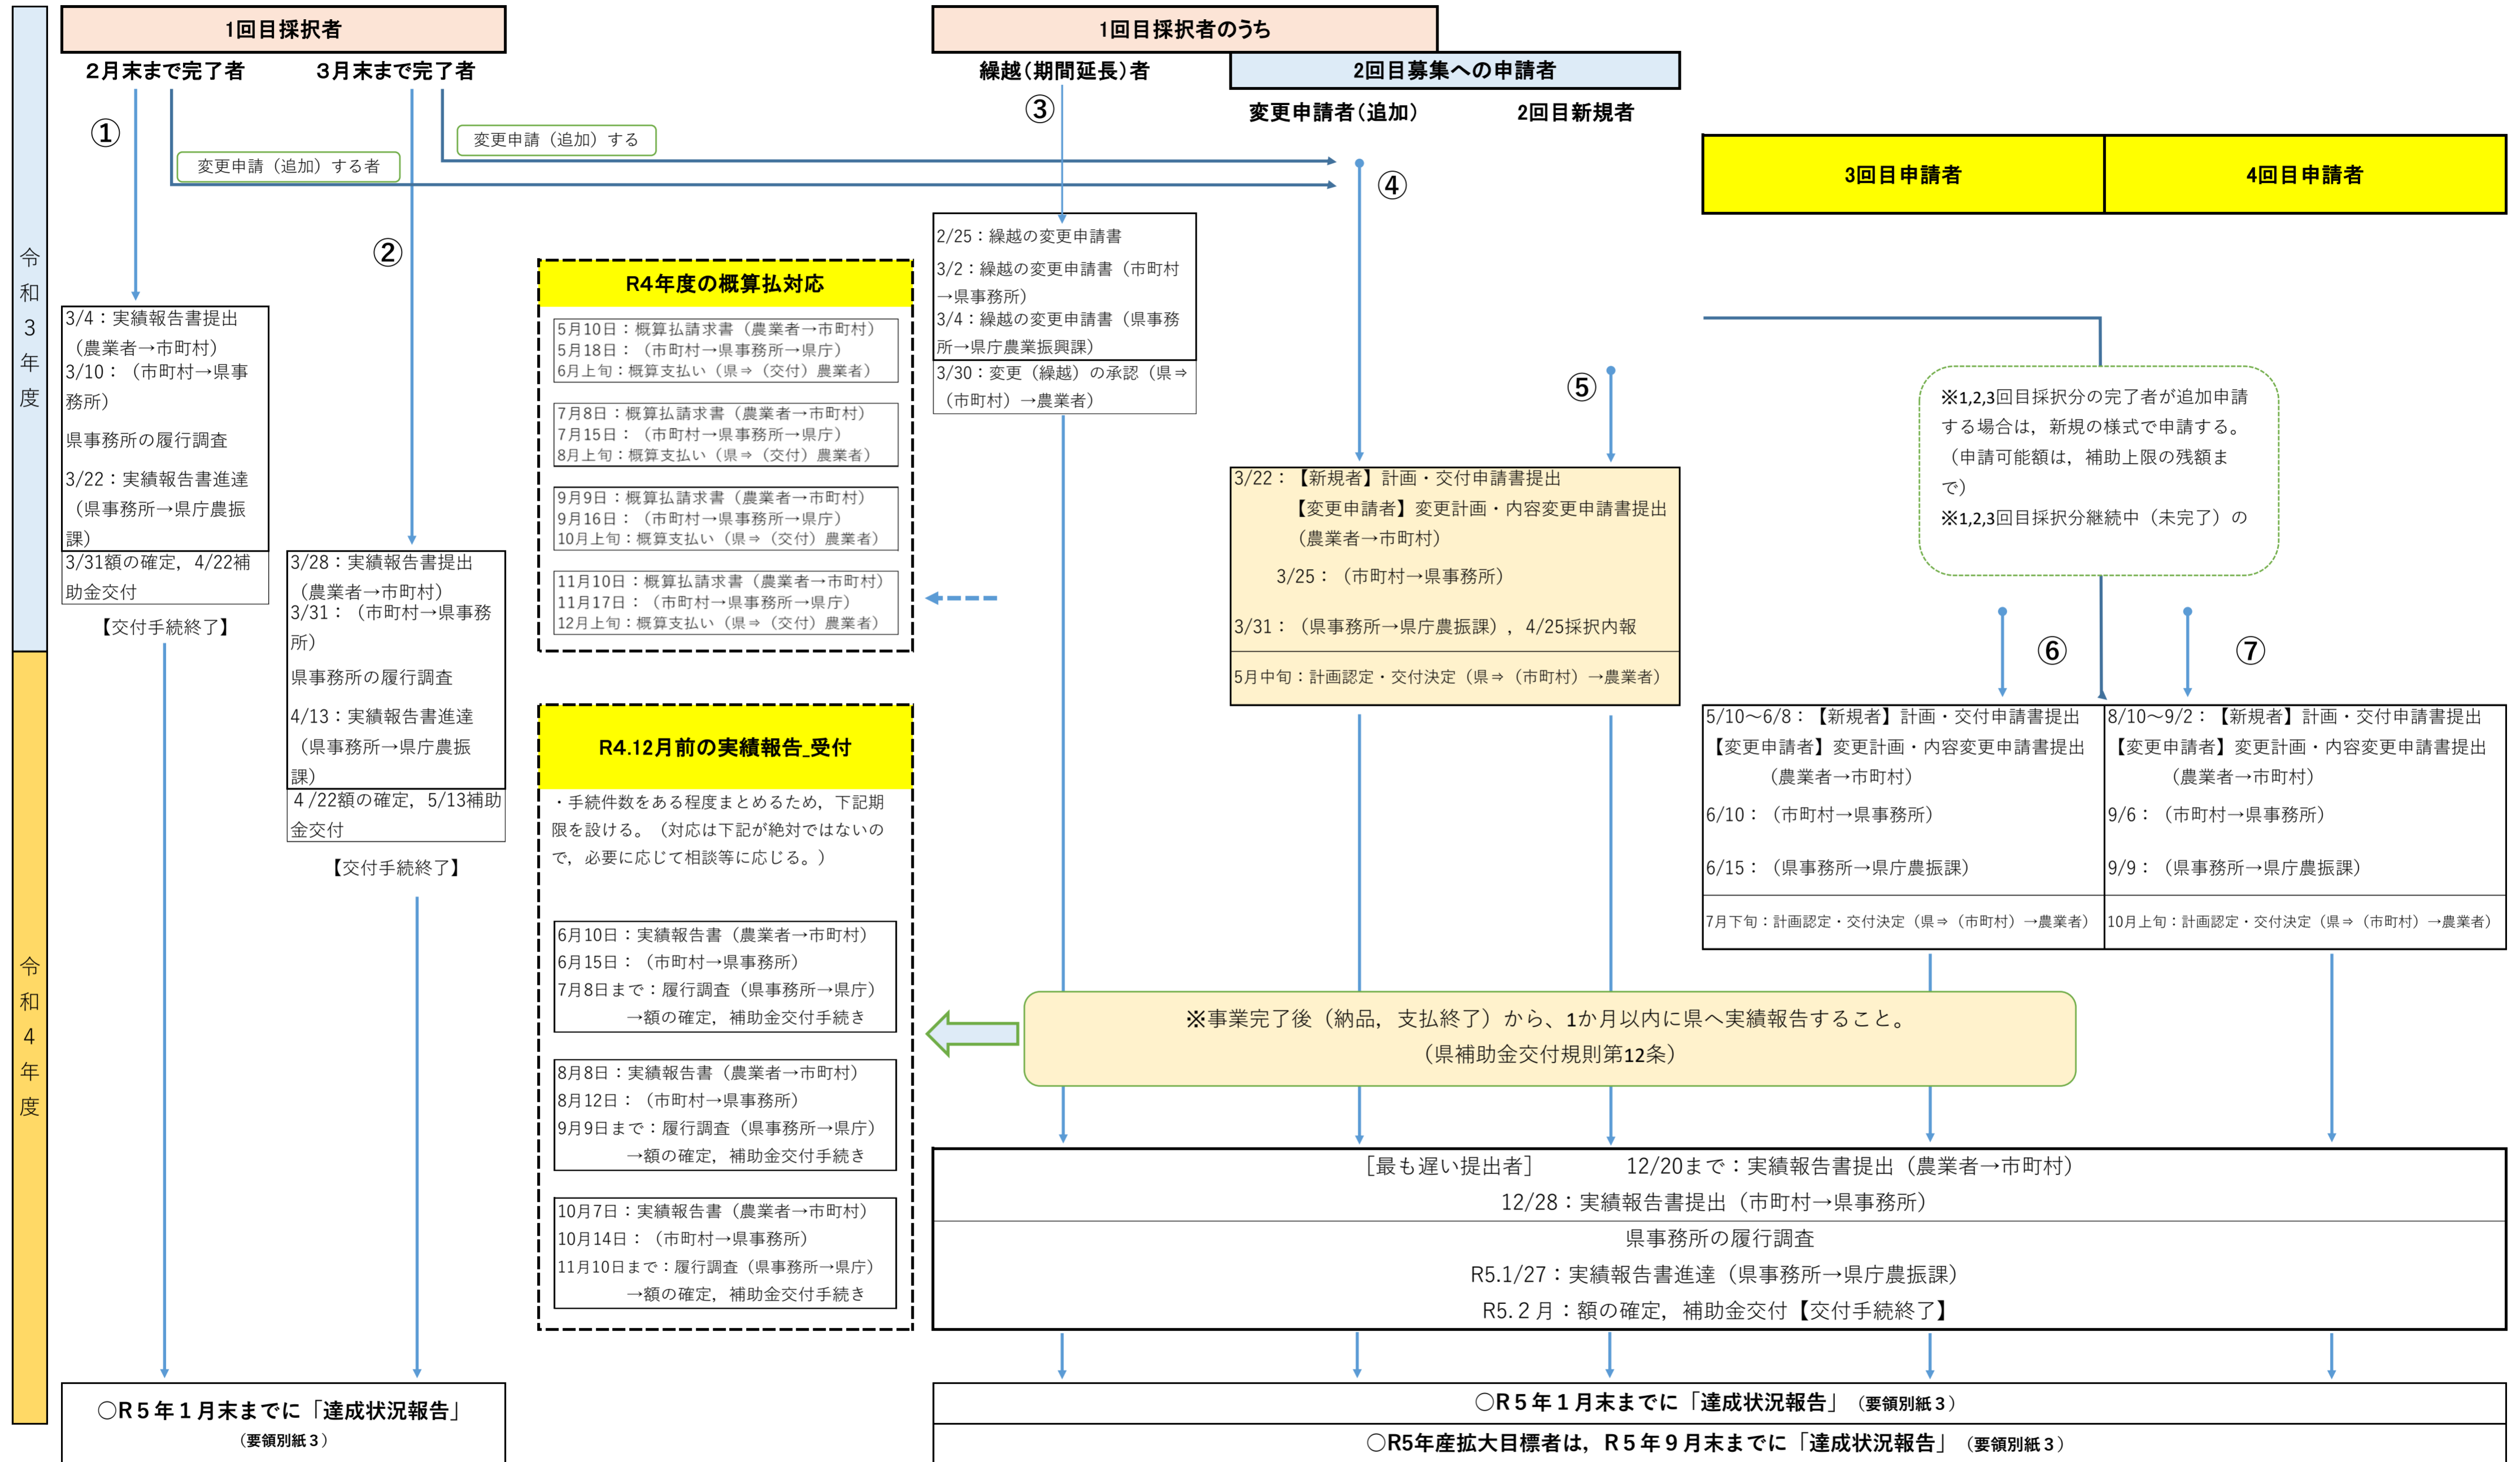 令和3年度
令和4年度
1回目採択者
2月末まで完了者
3月末まで完了者
①
②
変更申請（追加）する者
変更申請（追加）する
3/4：実績報告書提出
（農業者→市町村）
3/10：（市町村→県事
務所）
県事務所の履行調査
3/22：実績報告書進達
（県事務所→県庁農振
課）
3/31額の確定，4/22補
助金交付
【交付手続終了】
3/28：実績報告書提出
（農業者→市町村）
3/31：（市町村→県事務
所）
県事務所の履行調査
4/13：実績報告書進達
（県事務所→県庁農振
課）
４/22額の確定，5/13補助
金交付
【交付手続終了】
○R５年１月末までに「達成状況報告」
（要領別紙３）
R4年度の概算払対応
5月10日：概算払請求書（農業者→市町村）
5月18日：（市町村→県事務所→県庁）
6月上旬：概算支払い（県⇒（交付）農業者）
7月8日：概算払請求書（農業者→市町村）
7月15日：（市町村→県事務所→県庁）
8月上旬：概算支払い（県⇒（交付）農業者）
9月9日：概算払請求書（農業者→市町村）
9月16日：（市町村→県事務所→県庁）
10月上旬：概算支払い（県⇒（交付）農業者）
11月10日：概算払請求書（農業者→市町村）
11月17日：（市町村→県事務所→県庁）
12月上旬：概算支払い（県⇒（交付）農業者）
R4.12月前の実績報告_受付
・手続件数をある程度まとめるため，下記期
限を設ける。（対応は下記が絶対ではないの
で，必要に応じて相談等に応じる。）
6月10日：実績報告書（農業者→市町村）
6月15日：（市町村→県事務所）
7月8日まで：履行調査（県事務所→県庁）
→額の確定，補助金交付手続き
8月8日：実績報告書（農業者→市町村）
8月12日：（市町村→県事務所）
9月9日まで：履行調査（県事務所→県庁）
→額の確定，補助金交付手続き
10月7日：実績報告書（農業者→市町村）
10月14日：（市町村→県事務所）
11月10日まで：履行調査（県事務所→県庁）
→額の確定，補助金交付手続き
1回目採択者のうち
繰越（期間延長）者
2回目募集への申請者
変更申請者（追加）
2回目新規者
③
④
⑤
2/25：繰越の変更申請書
3/2：繰越の変更申請書（市町村
→県事務所）
3/4：繰越の変更申請書（県事務
所→県庁農業振興課）
3/30：変更（繰越）の承認（県⇒
（市町村）→農業者）
3/22：【新規者】計画・交付申請書提出
【変更申請者】変更計画・内容変更申請書提出
（農業者→市町村）
3/25：（市町村→県事務所）
3/31：（県事務所→県庁農振課），4/25採択内報
5月中旬：計画認定・交付決定（県⇒（市町村）→農業者）
3回目申請者
4回目申請者
※1,2,3回目採択分の完了者が追加申請
する場合は，新規の様式で申請する。
（申請可能額は，補助上限の残額ま
で）
※1,2,3回目採択分継続中（未完了）の
⑥
⑦
5/10～6/8：【新規者】計画・交付申請書提出
【変更申請者】変更計画・内容変更申請書提出
（農業者→市町村）
6/10：（市町村→県事務所）
6/15：（県事務所→県庁農振課）
7月下旬：計画認定・交付決定（県⇒（市町村）→農業者）
8/10～9/2：【新規者】計画・交付申請書提出
【変更申請者】変更計画・内容変更申請書提出
（農業者→市町村）
9/6：（市町村→県事務所）
9/9：（県事務所→県庁農振課）
10月上旬：計画認定・交付決定（県⇒（市町村）→農業者）
※事業完了後（納品，支払終了）から、1か月以内に県へ実績報告すること。
（県補助金交付規則第12条）
［最も遅い提出者］ 12/20まで：実績報告書提出（農業者→市町村）
12/28：実績報告書提出（市町村→県事務所）
県事務所の履行調査
R5.1/27：実績報告書進達（県事務所→県庁農振課）
R5.２月：額の確定，補助金交付【交付手続終了】
○R５年１月末までに「達成状況報告」（要領別紙３）
○R5年産拡大目標者は，R５年９月末までに「達成状況報告」（要領別紙３）